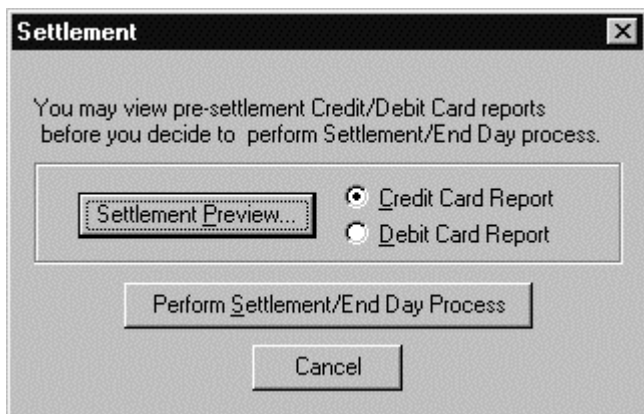 Settlement
You may view pre-settlement Credit/Debit Card reports
before you decide to perform Settlement/End Day process.
Settlement Preview...
Credit Card Report
Debit Card Report
Perform Settlement/End Day Process
Cancel